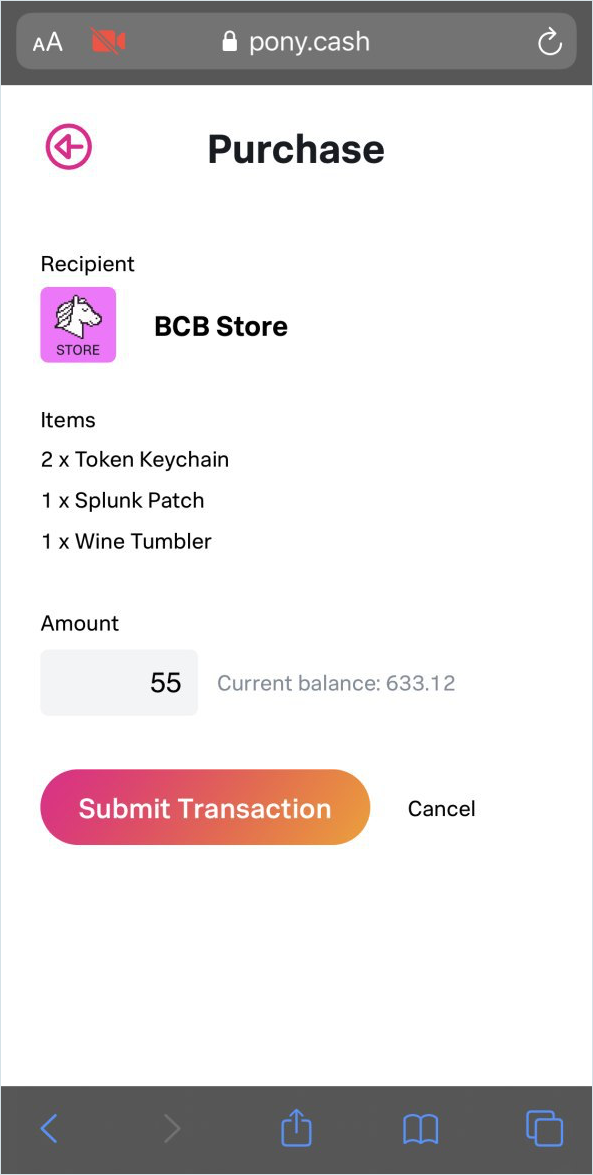 AA
pony.cash
Purchase
Recipient
STORE
BCB Store
Items
2 x Token Keychain
1 x Splunk Patch
1 x Wine Tumbler
Amount
55 Current balance: 633.12
Submit Transaction Cancel